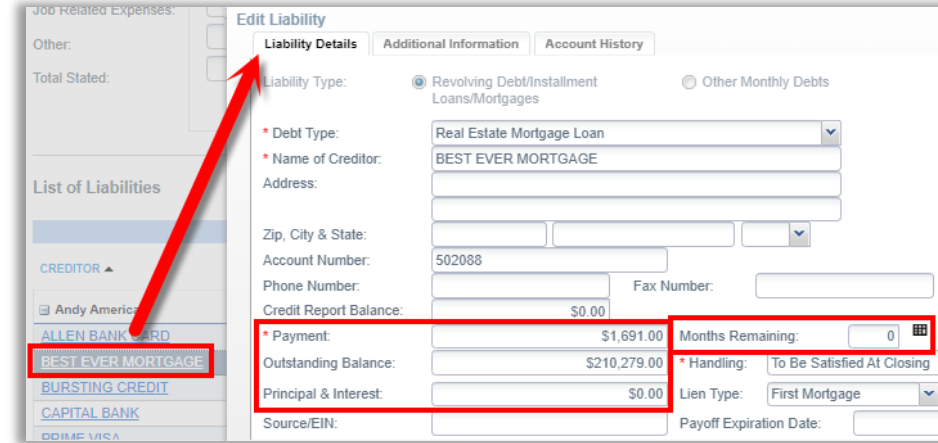 Job Related Expenses:
Other:
Total Stated:
List of Liabilities
CREDITOR
Andy America
ALLEN BANK CARD
BEST EVER MORTGAGE
BURSTING CREDIT
CAPITAL BANK
PRIME VISA
Edit Liability
Liability Details Additional Information Account History
Liability Type: Revolving Debt/Installment Loans/Mortgages Other Monthly Debts
* Debt Type: Real Estate Mortgage Loan
* Name of Creditor: BEST EVER MORTGAGE
Address:
Zip, City & State:
Account Number: 502088
Phone Number: Fax Number:
Credit Report Balance: $0.00
* Payment: $1,691.00 Months Remaining: 0
Outstanding Balance: $210,279.00 * Handling: To Be Satisfied At Closing
Principal & Interest: $0.00 Lien Type: First Mortgage
Source/EIN: Payoff Expiration Date: